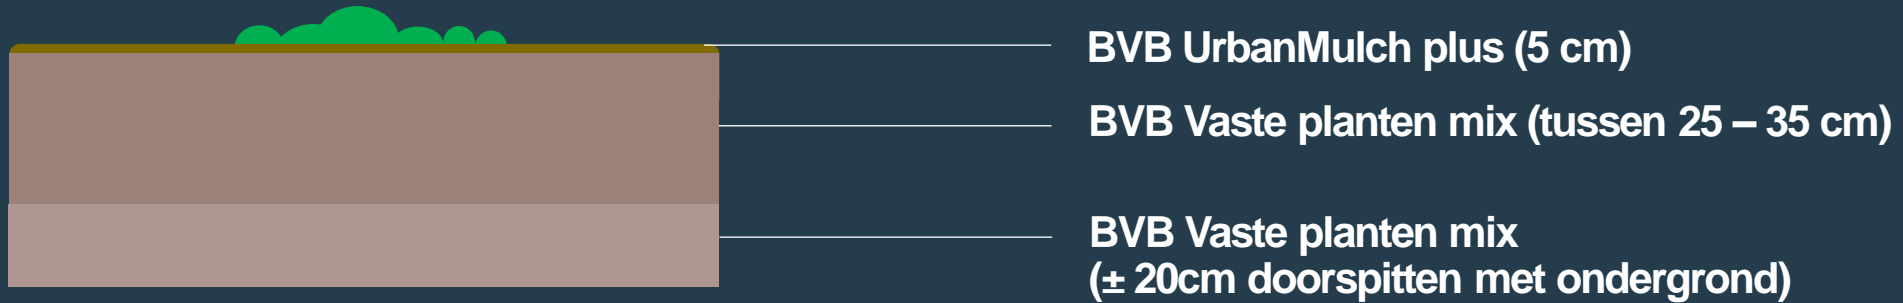 BVB UrbanMulch plus (5 cm)
BVB Vaste planten mix (tussen 25 – 35 cm)
BVB Vaste planten mix
(± 20cm doorspitten met ondergrond)